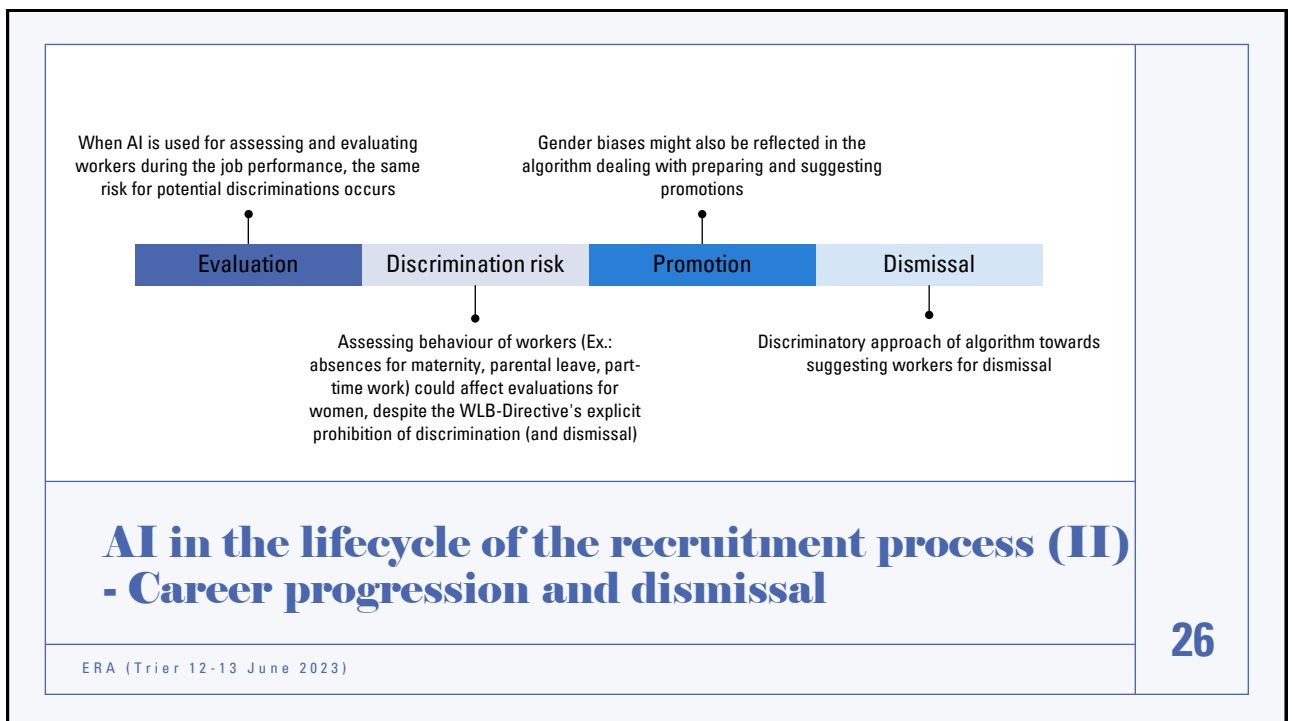 When AI is used for assessing and evaluating
workers during the job performance, the same
risk for potential discriminations occurs
Gender biases might also be reflected in the
algorithm dealing with preparing and suggesting
promotions
Evaluation
Discrimination risk
Promotion
Dismissal
Assessing behaviour of workers (Ex.:
absences for maternity, parental leave, part-
time work) could affect evaluations for
women, despite the WLB-Directive's explicit
prohibition of discrimination (and dismissal)
Discriminatory approach of algorithm towards
suggesting workers for dismissal
AI in the lifecycle of the recruitment process (II)
- Career progression and dismissal
26
ERA (Trier 12-13 June 2023)